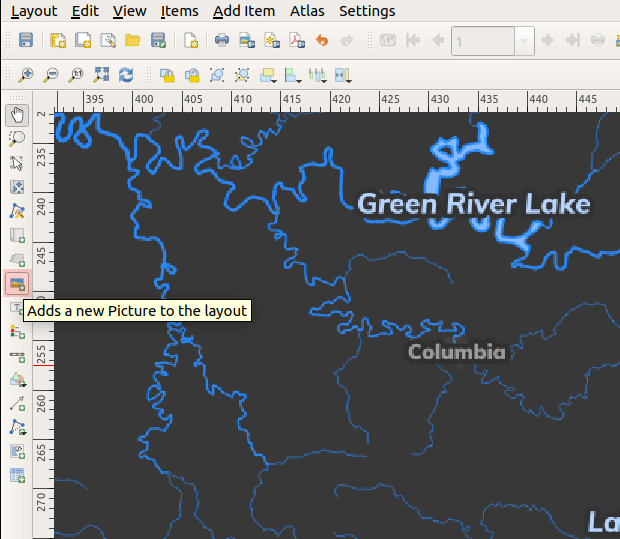 Layout Edit View Items Add Item Atlas Settings
1:1
1
395 400 405 410 415 420 425 430 435 440 445
2
235
240
245
255
260
265
270
Green River Lake
Adds a new Picture to the layout
Columbia
La